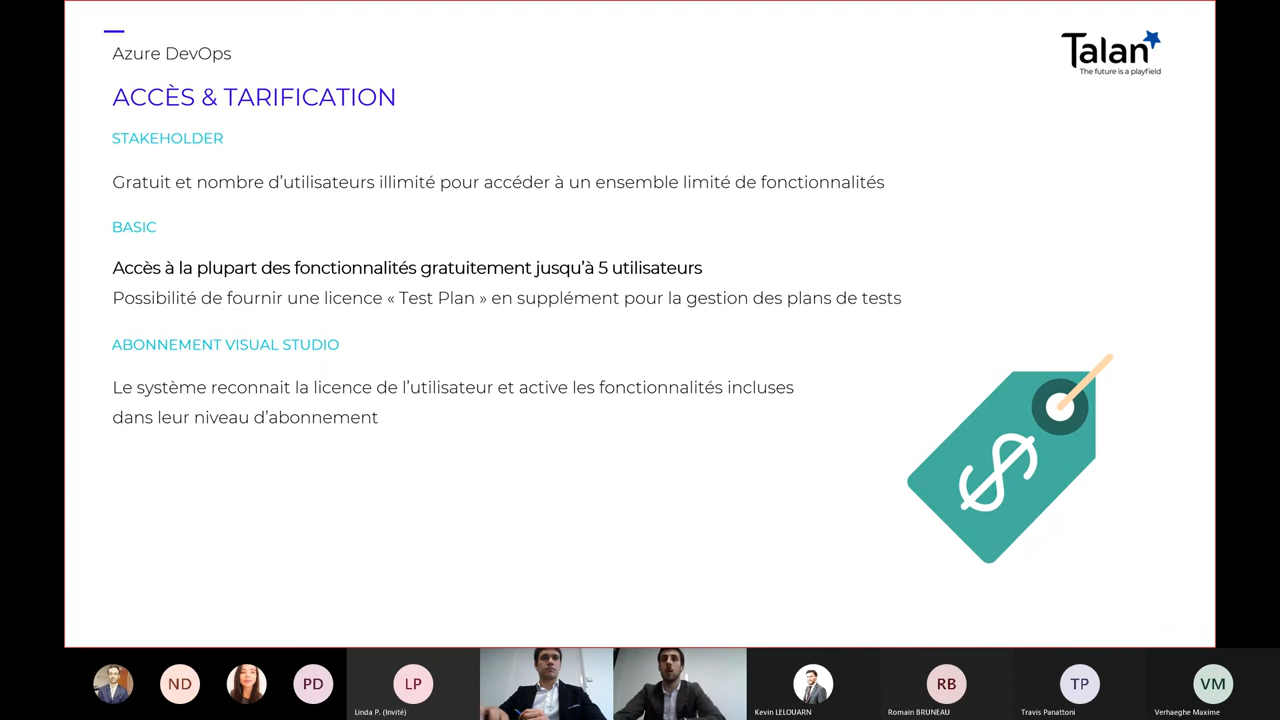 Azure DevOps
Talan
The future is a playfield
ACCÈS & TARIFICATION
STAKEHOLDER
Gratuit et nombre d’utilisateurs illimité pour accéder à un ensemble limité de fonctionnalités
BASIC
Accès à la plupart des fonctionnalités gratuitement jusqu’à 5 utilisateurs
Possibilité de fournir une licence « Test Plan » en supplément pour la gestion des plans de tests
ABONNEMENT VISUAL STUDIO
Le système reconnait la licence de l’utilisateur et active les fonctionnalités incluses
dans leur niveau d’abonnement
$
ND
PD
LP
RB
TP
VM
Linda P. (Invité)
Kevin LELOUARN
Romain BRUNEAU
Travis Panattoni
Verhaeghe Maxime